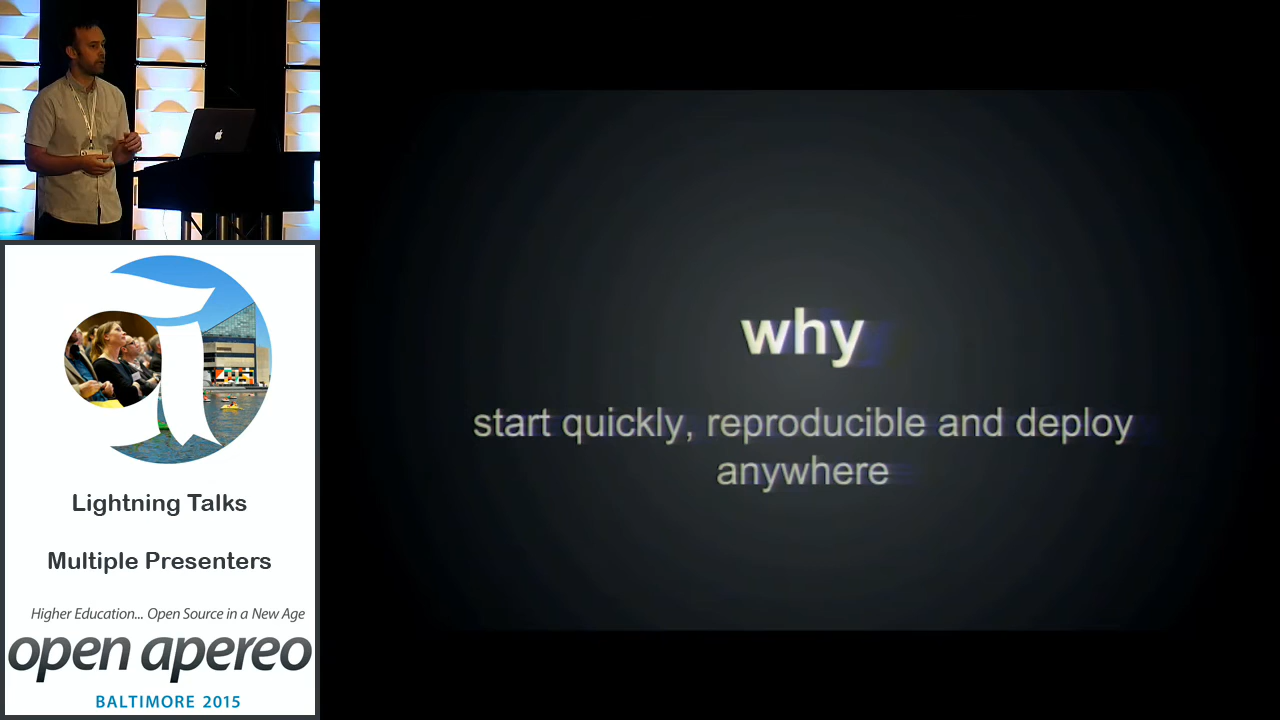 why
start quickly, reproducible and deploy
anywhere
Lightning Talks
Multiple Presenters
Higher Education... Open Source in a New Age
open apereo
BALTIMORE 2015